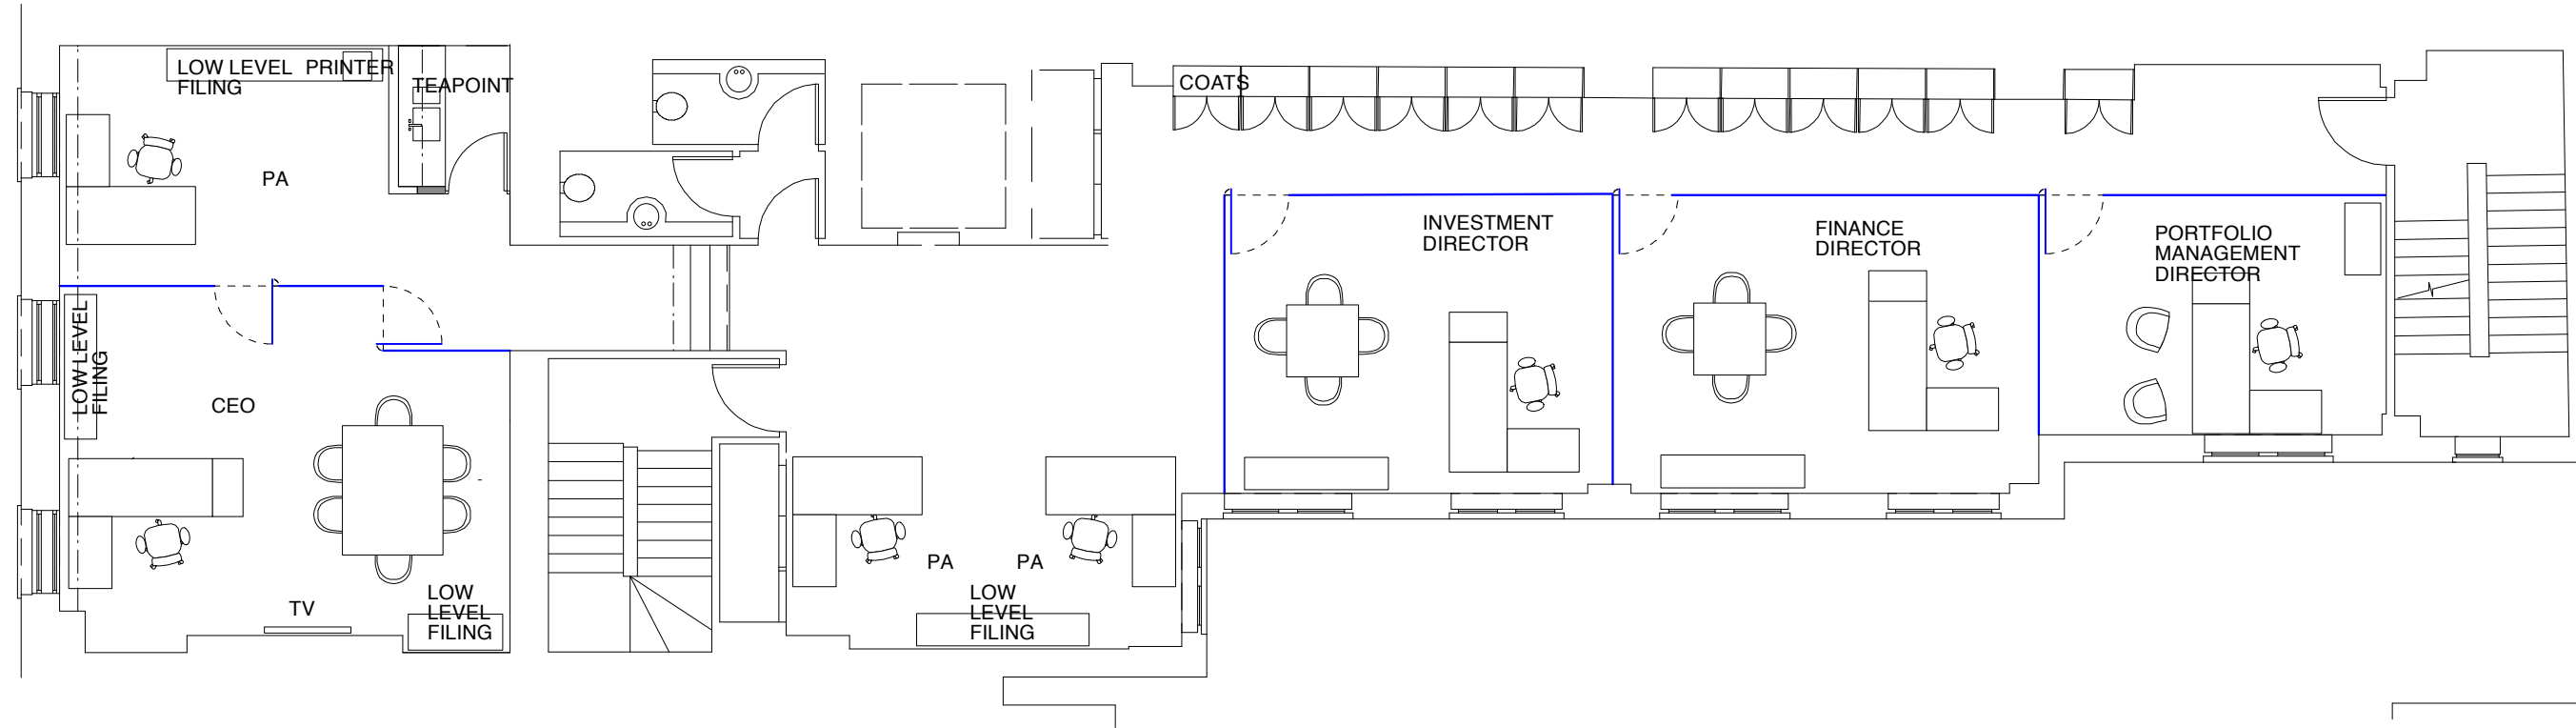 LOW LEVEL PRINTER
FILING
TEAPOINT
PA
COATS
INVESTMENT
DIRECTOR
FINANCE
DIRECTOR
PORTFOLIO
MANAGEMENT
DIRECTOR
LOW LEVEL
FILING
CEO
TV
LOW
LEVEL
FILING
PA
PA
LOW
LEVEL
FILING